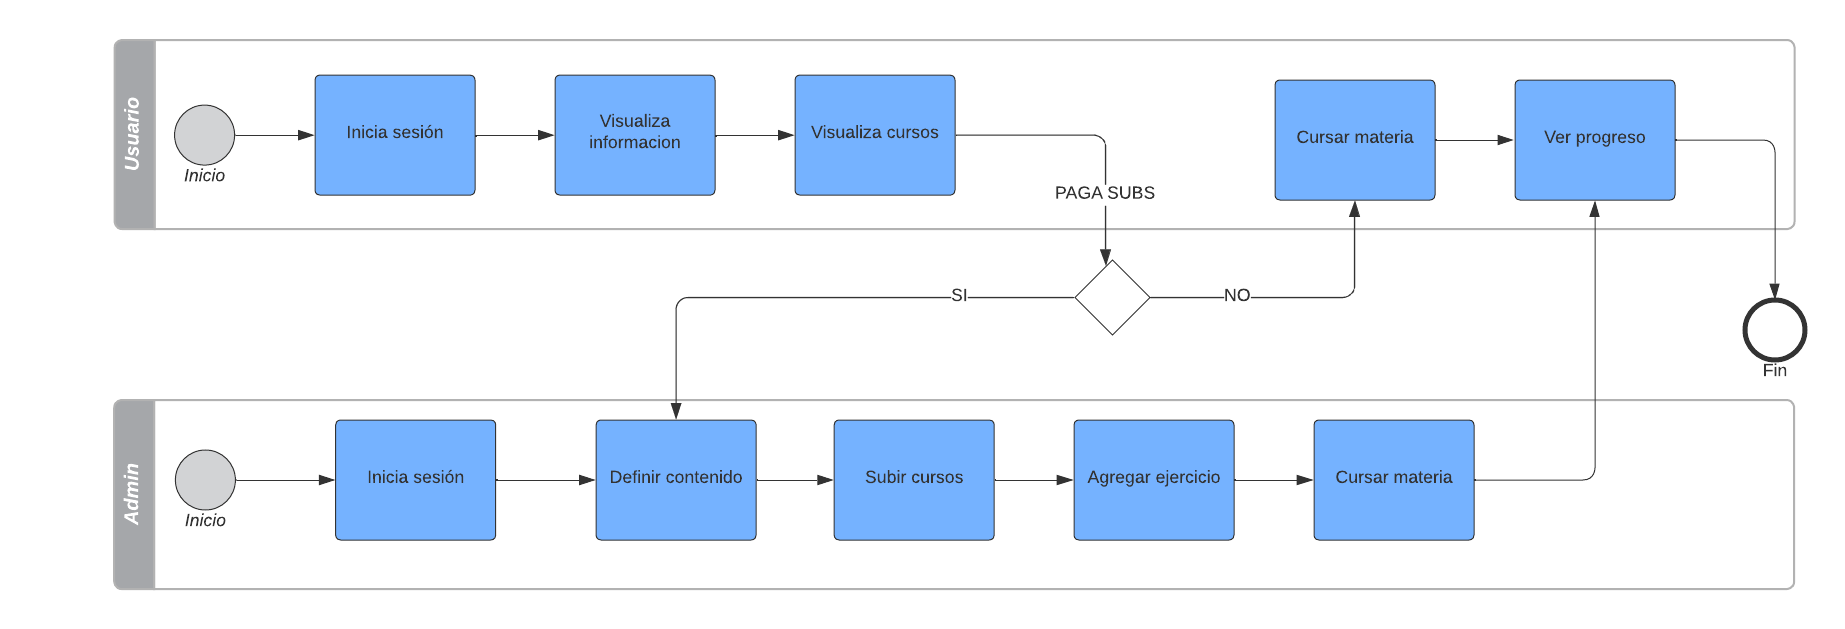 Usuario
Inicio
Inicia sesión
Visualiza
informacion
Visualiza cursos
PAGA SUBS
Cursar materia
Ver progreso
SI
NO
Fin
Admin
Inicio
Inicia sesión
Definir contenido
Subir cursos
Agregar ejercicio
Cursar materia